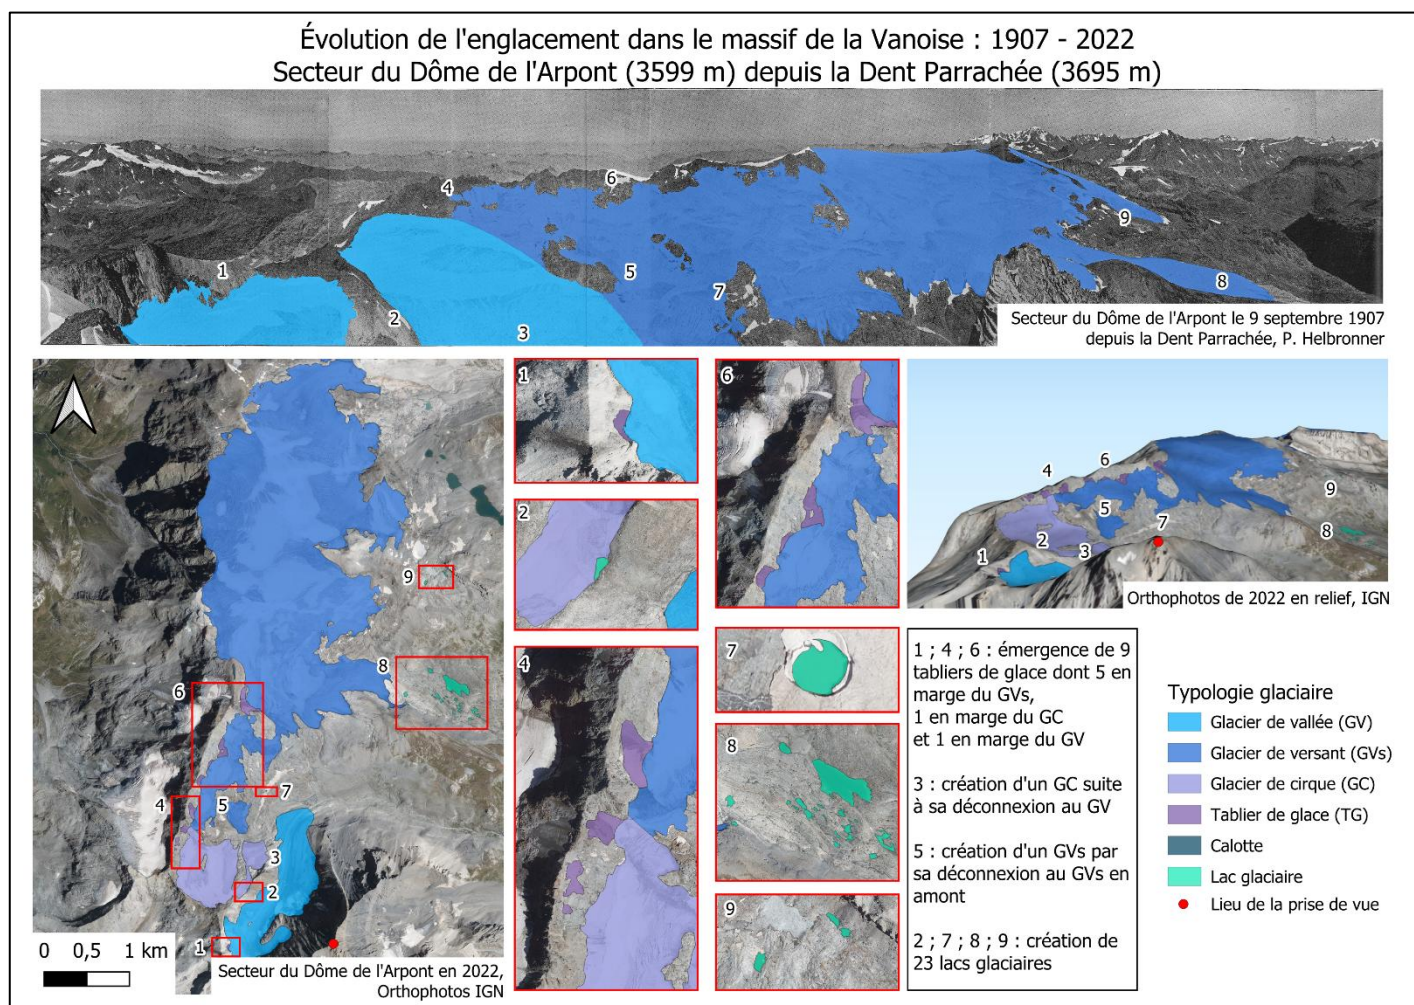 Évolution de l'englacement dans le massif de la Vanoise : 1907 - 2022
Secteur du Dôme de l'Arpont (3599 m) depuis la Dent Parrachée (3695 m)
4
6
9
1
5
7
8
2
3
Secteur du Dôme de l'Arpont le 9 septembre 1907
depuis la Dent Parrachée, P. Helbronner
9
8
6
7
4
5
3
2
1
0 0,5 1 km
Secteur du Dôme de l'Arpont en 2022,
Orthophotos IGN
1
2
4
6
7
8
9
6
4
9
5
7
8
2
3
1
Orthophotos de 2022 en relief, IGN
1 ; 4 ; 6 : émergence de 9
tabliers de glace dont 5 en
marge du GVs,
1 en marge du GC
et 1 en marge du GV
3 : création d'un GC suite
à sa déconnexion au GV
5 : création d'un GVs par
sa déconnexion au GVs en
amont
2 ; 7 ; 8 ; 9 : création de
23 lacs glaciaires
Typologie glaciaire
Glacier de vallée (GV)
Glacier de versant (GVs)
Glacier de cirque (GC)
Tablier de glace (TG)
Calotte
Lac glaciaire
Lieu de la prise de vue